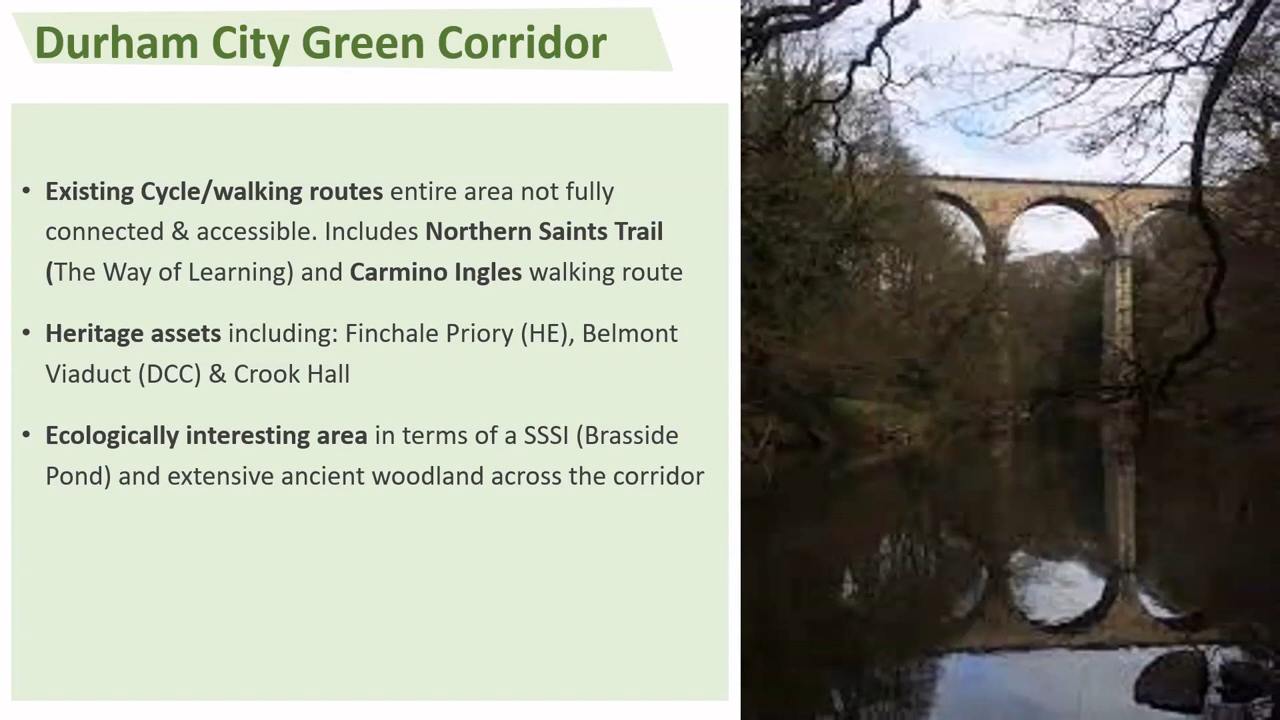 Durham City Green Corridor
• Existing Cycle/walking routes entire area not fully
connected & accessible. Includes Northern Saints Trail
(The Way of Learning) and Carmino Ingles walking route
• Heritage assets including: Finchale Priory (HE), Belmont
Viaduct (DCC) & Crook Hall
• Ecologically interesting area in terms of a SSSI (Brasside
Pond) and extensive ancient woodland across the corridor